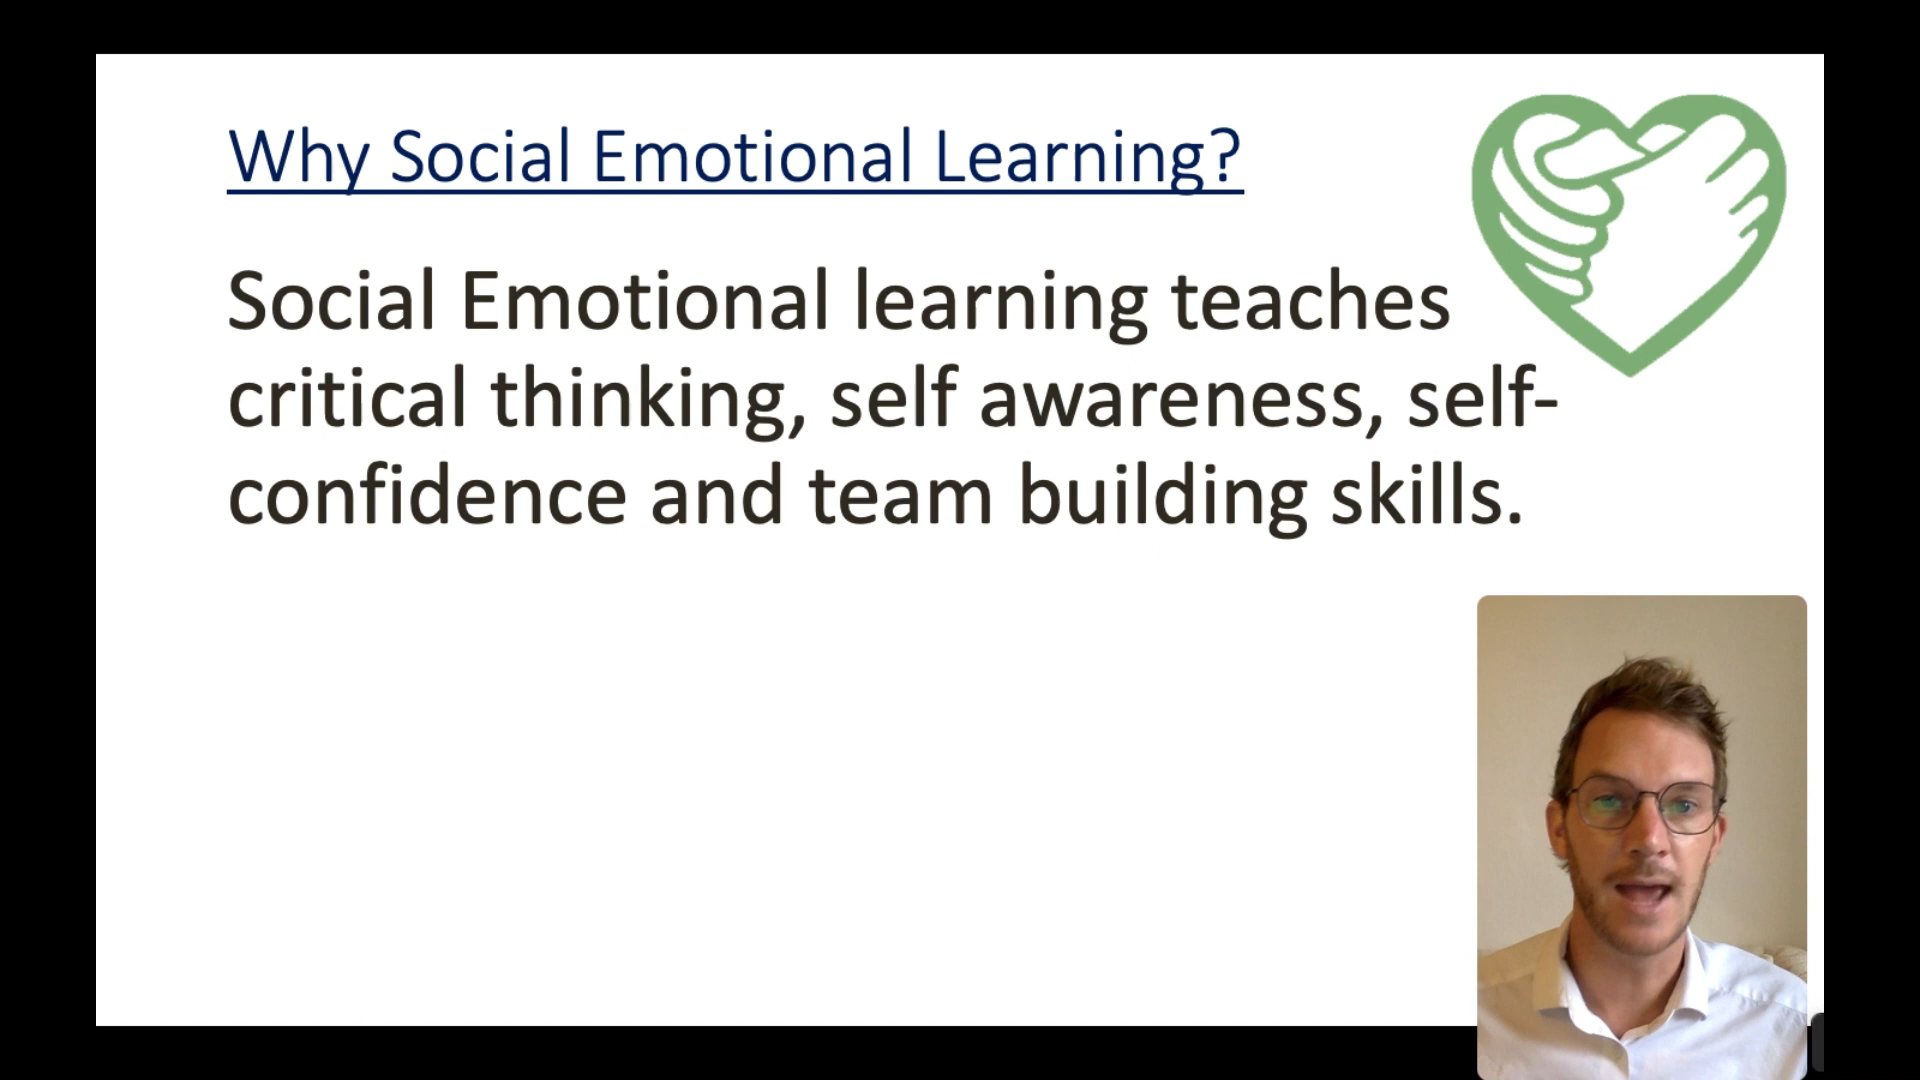 Why Social Emotional Learning?
Social Emotional learning teaches
critical thinking, self awareness, self-
confidence and team building skills.